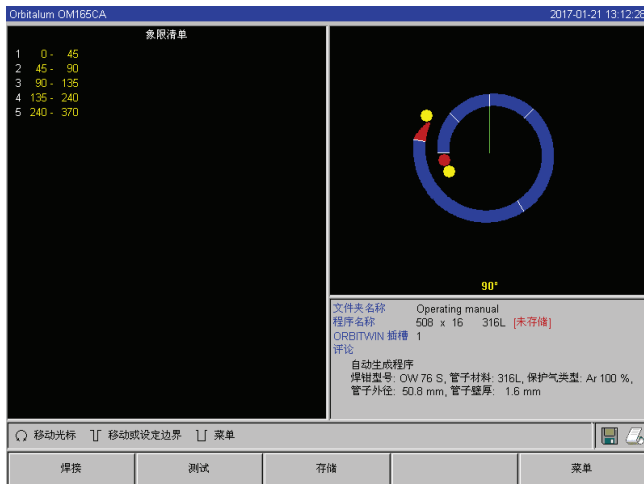 Orbitalum OM165CA
2017-01-21 13:12:28
象限清单
1 0 - 45
2 45 - 90
3 90 - 135
4 135 - 240
5 240 - 370
90°
文件夹名称 Operating manual
程序名称 508 x 16 316L [未存储]
ORBITWIN 插槽 1
评论
自动生成程序
焊钳型号: OW 76 S, 管子材料: 316L, 保护气类型: Ar 100 %,
管子外径: 50.8 mm, 管子壁厚: 1.6 mm
移动光标 移动或设定边界 菜单
焊接 测试 存储 菜单